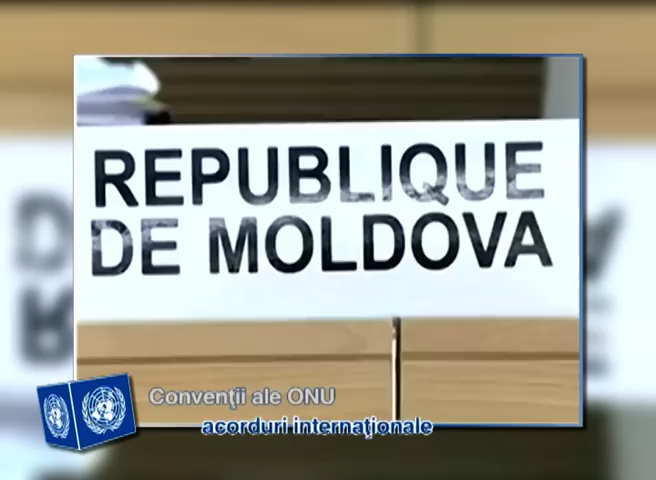 REPUBLIQUE
DE MOLDOVA
Convenţii ale ONU
acorduri internaţionale